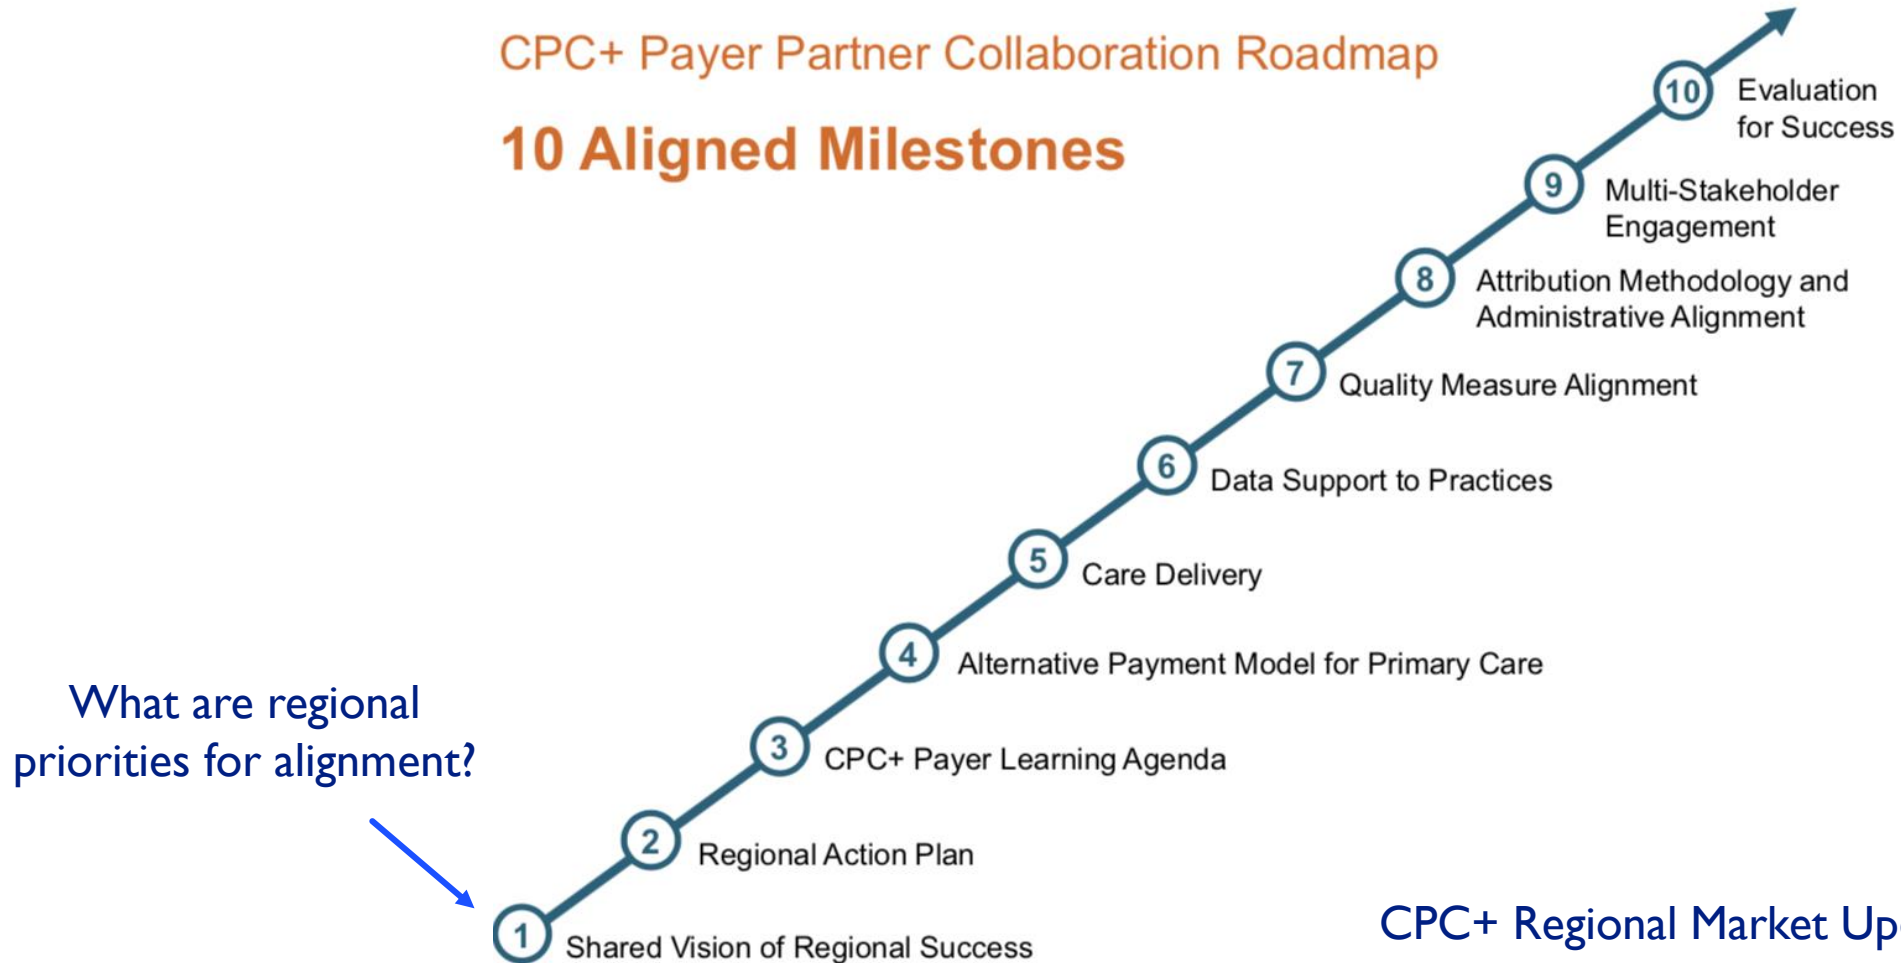 CPC+ Payer Partner Collaboration Roadmap
10 Aligned Milestones
10
Evaluation
for Success
9
Multi-Stakeholder
Engagement
8
Attribution Methodology and
Administrative Alignment
7
Quality Measure Alignment
6
Data Support to Practices
5
Care Delivery
4
Alternative Payment Model for Primary Care
What are regional
priorities for alignment?
3
CPC+ Payer Learning Agenda
2
Regional Action Plan
1
Shared Vision of Regional Success
CPC+ Regional Market